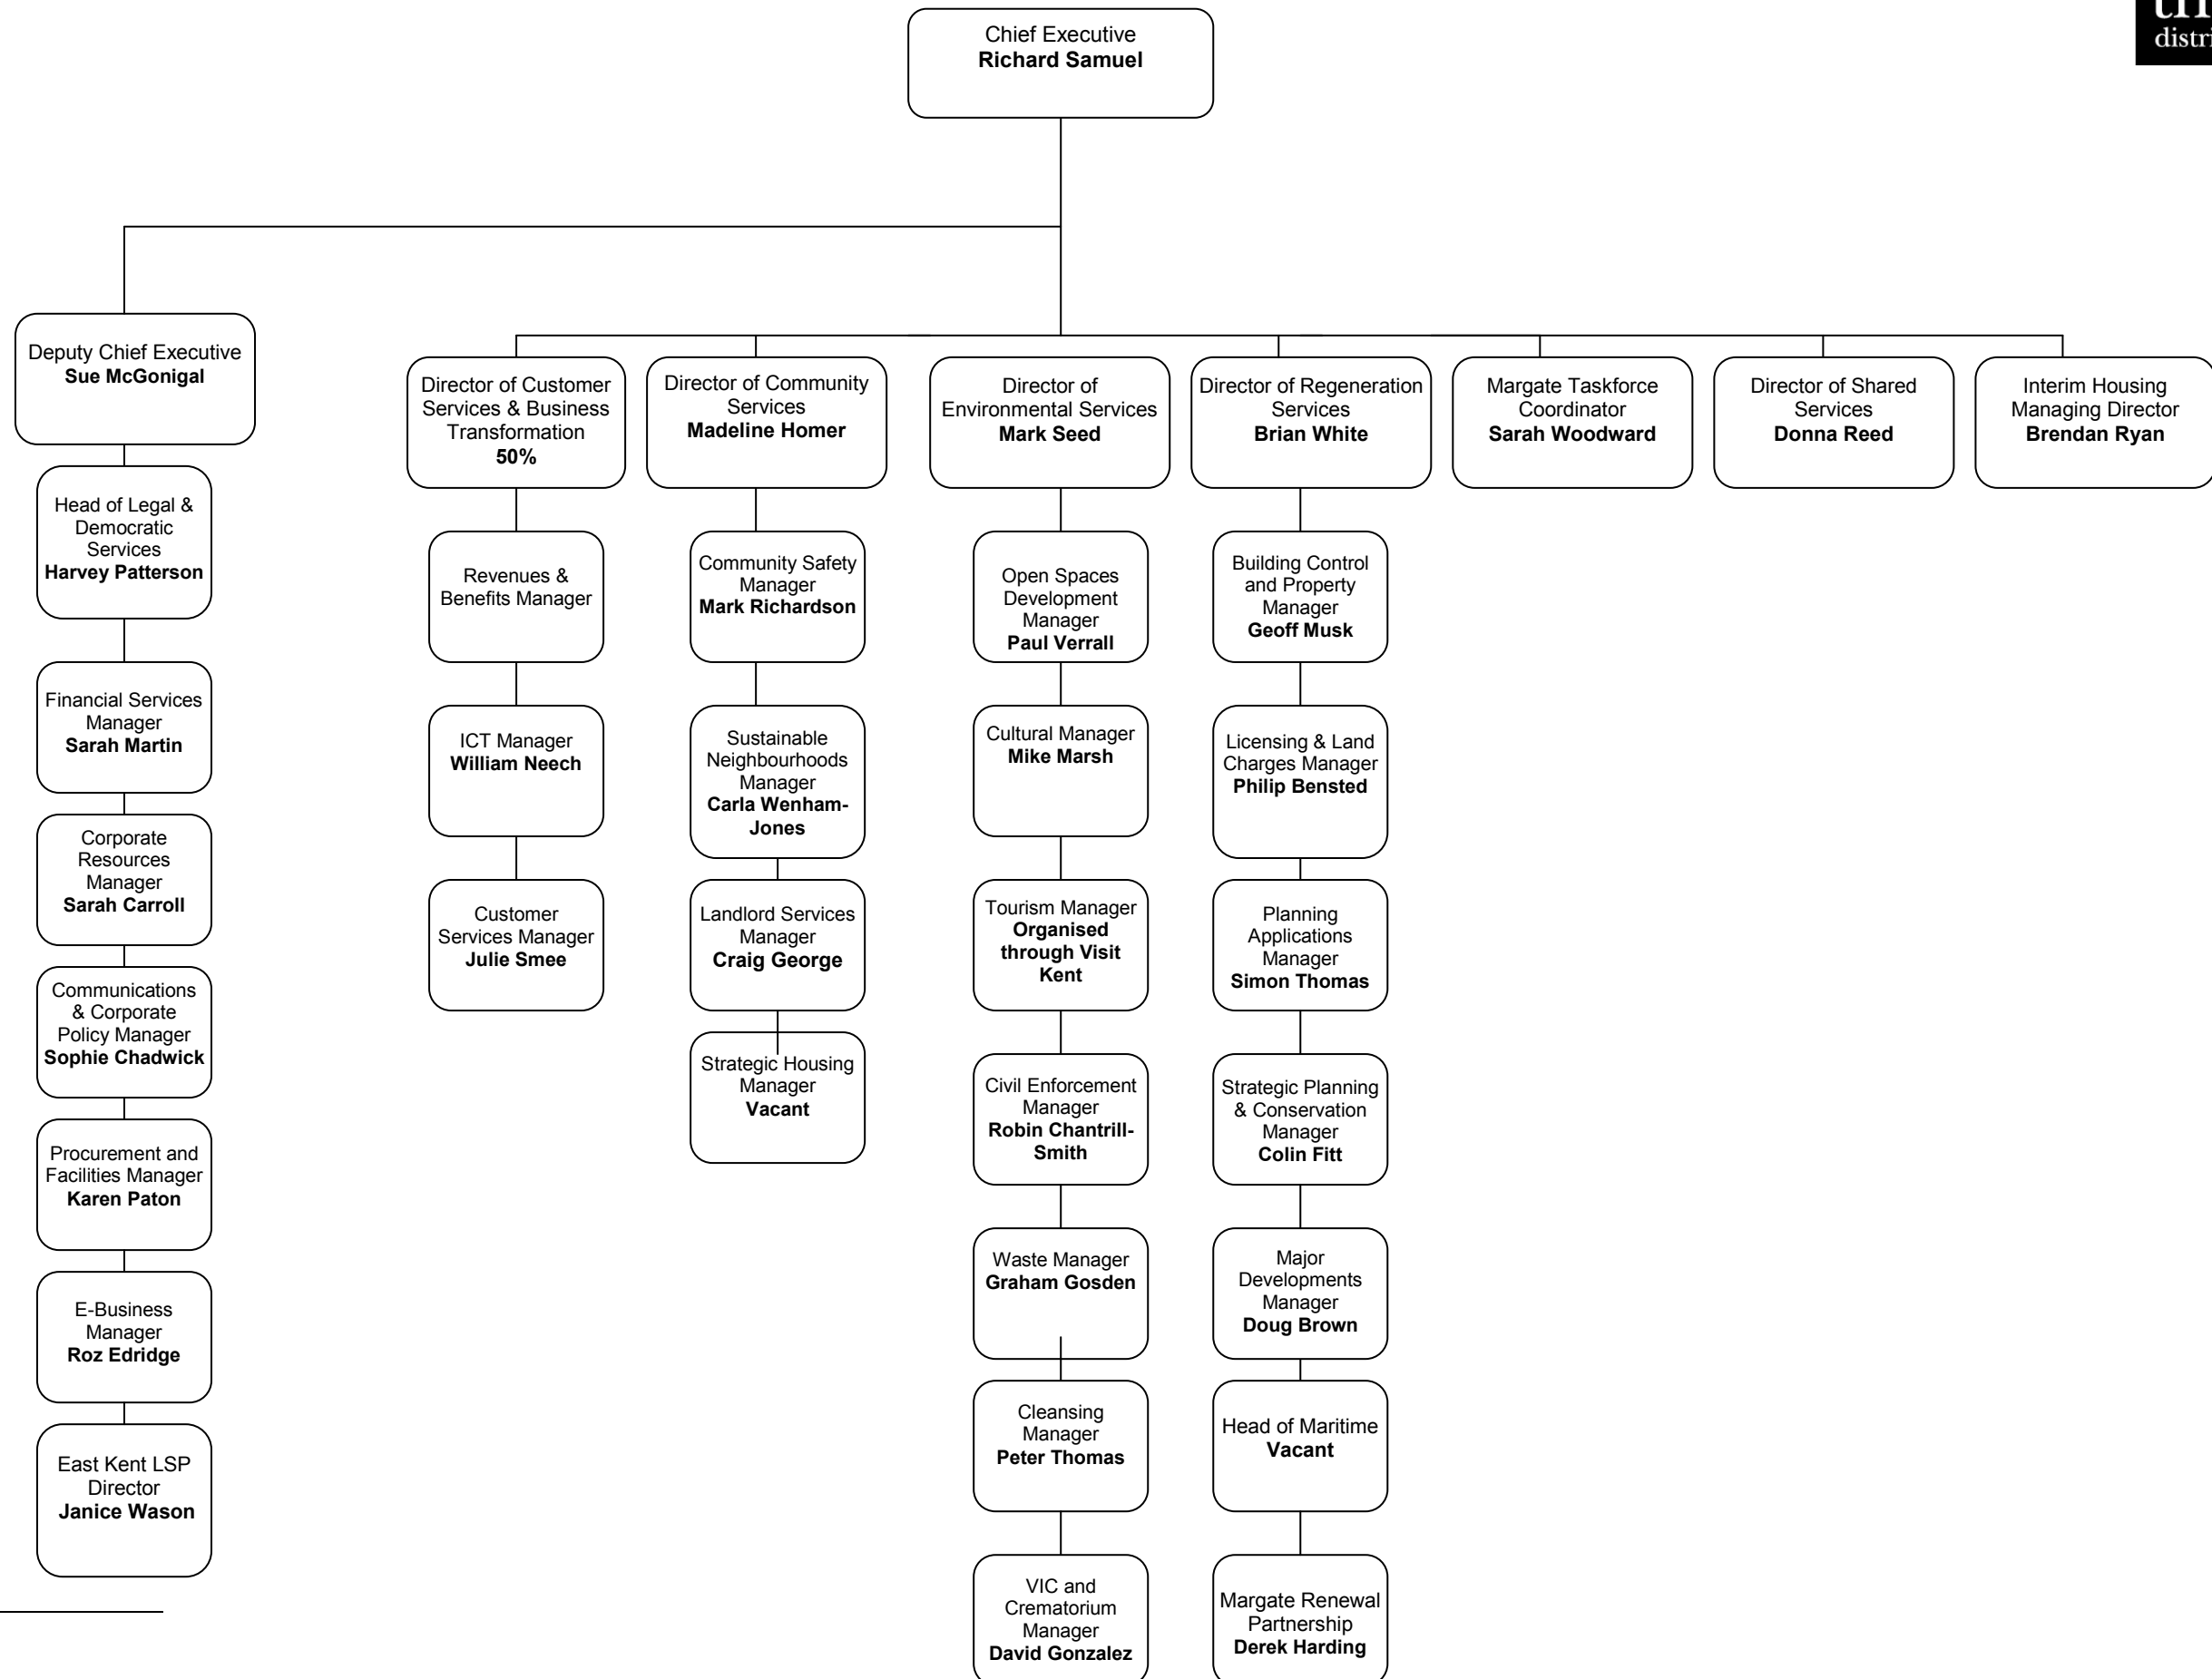 Chief Executive
Richard Samuel
distri
Deputy Chief Executive
Sue McGonigal
Head of Legal &
Democratic
Services
Harvey Patterson
Financial Services
Manager
Sarah Martin
Corporate
Resources
Manager
Sarah Carroll
Communications
& Corporate
Policy Manager
Sophie Chadwick
Procurement and
Facilities Manager
Karen Paton
E-Business
Manager
Roz Edridge
East Kent LSP
Director
Janice Wason
Director of Customer
Services & Business
Transformation
50%
Revenues &
Benefits Manager
ICT Manager
William Neech
Customer
Services Manager
Julie Smee
Director of Community
Services
Madeline Homer
Community Safety
Manager
Mark Richardson
Sustainable
Neighbourhoods
Manager
Carla Wenham-
Jones
Landlord Services
Manager
Craig George
Strategic Housing
Manager
Vacant
Director of
Environmental Services
Mark Seed
Open Spaces
Development
Manager
Paul Verrall
Cultural Manager
Mike Marsh
Tourism Manager
Organised
through Visit
Kent
Civil Enforcement
Manager
Robin Chantrill-
Smith
Waste Manager
Graham Gosden
Cleansing
Manager
Peter Thomas
VIC and
Crematorium
Manager
David Gonzalez
Director of Regeneration
Services
Brian White
Building Control
and Property
Manager
Geoff Musk
Licensing & Land
Charges Manager
Philip Bensted
Planning
Applications
Manager
Simon Thomas
Strategic Planning
& Conservation
Manager
Colin Fitt
Major
Developments
Manager
Doug Brown
Head of Maritime
Vacant
Margate Renewal
Partnership
Derek Harding
Margate Taskforce
Coordinator
Sarah Woodward
Director of Shared
Services
Donna Reed
Interim Housing
Managing Director
Brendan Ryan